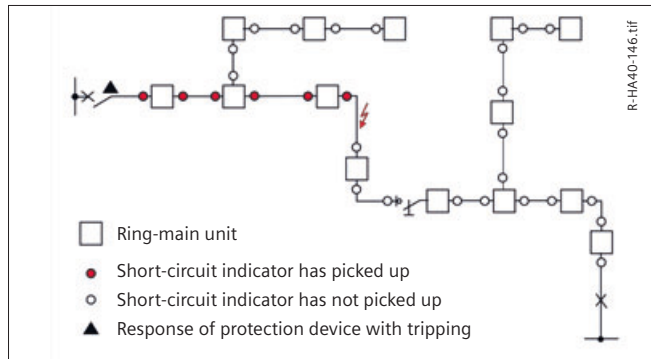 R-HA40-146.tif
Ring-main unit
Short-circuit indicator has picked up
Short-circuit indicator has not picked up
Response of protection device with tripping